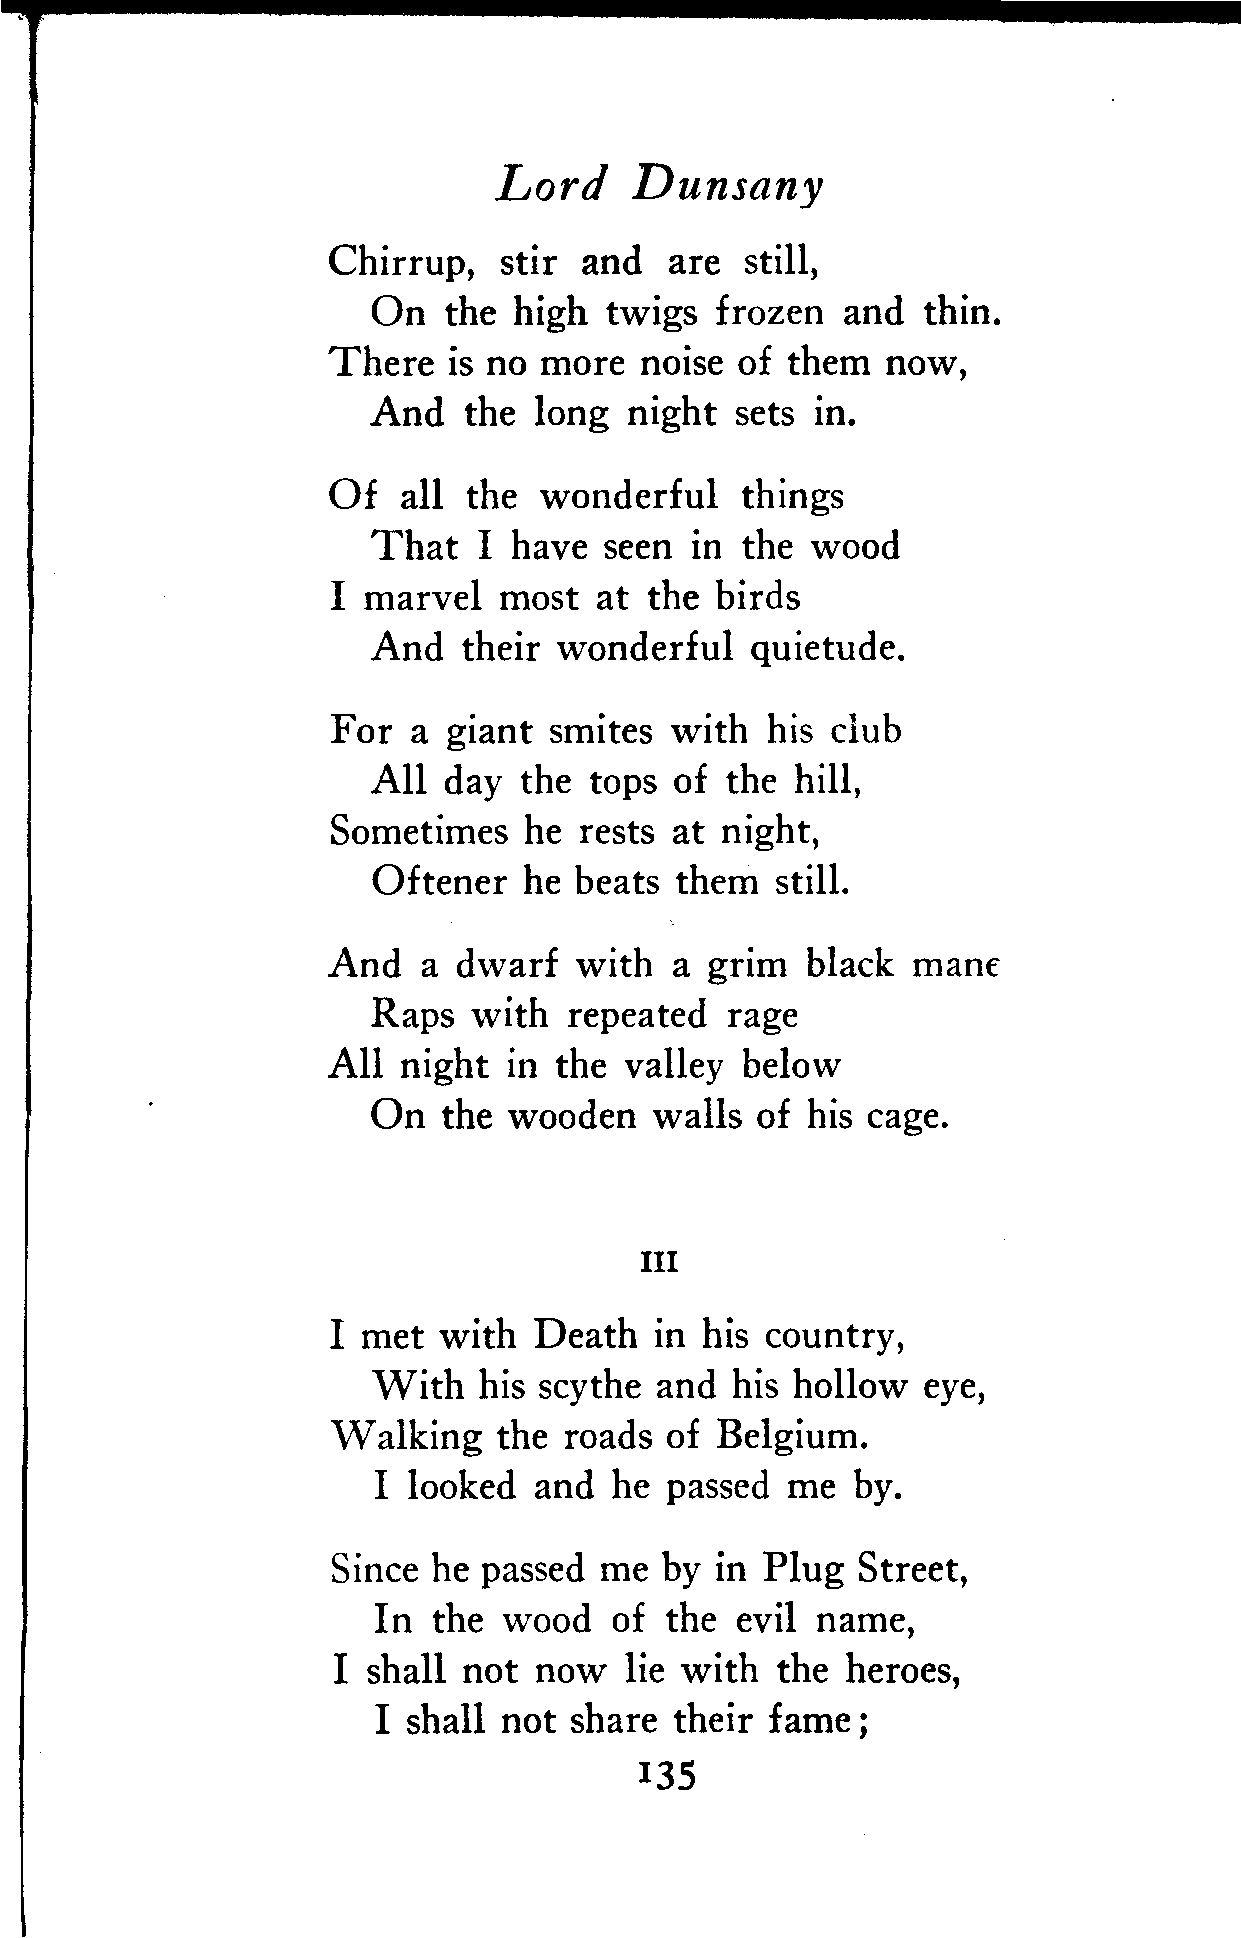 Lord Dunsany
Chirrup, stir and are still,
On the high twigs frozen and thin.
There is no more noise of them now,
And the long night sets in.
Of all the wonderful things
That I have seen in the wood
I marvel most at the birds
And their wonderful quietude.
For a giant smites with his club
All day the tops of the hill,
Sometimes he rests at night,
Oftener he beats them still.
And a dwarf with a grim black mane
Raps with repeated rage
All night in the valley below
On the wooden walls of his cage.
III
I met with Death in his country,
With his scythe and his hollow eye,
Walking the roads of Belgium.
I looked and he passed me by.
Since he passed me by in Plug Street,
In the wood of the evil name,
I shall not now lie with the heroes,
I shall not share their fame;
135